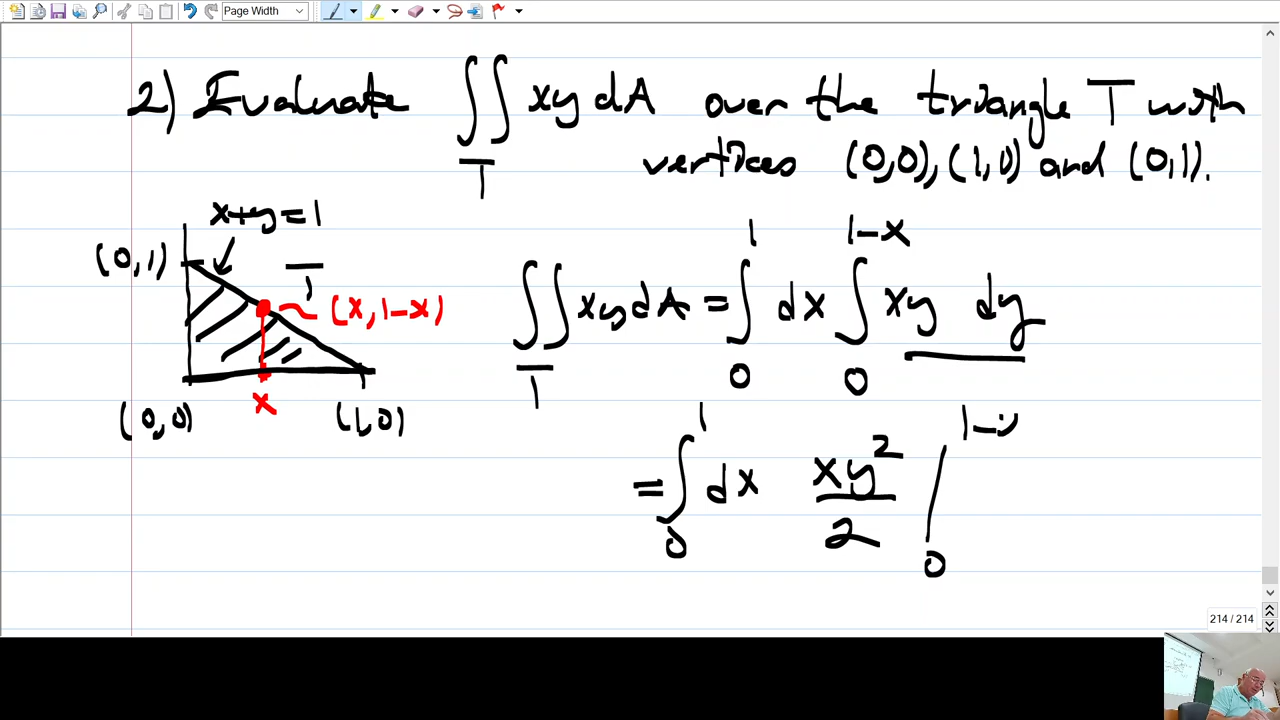 Page Width
2) Evaluate ∬_T xy dA over the triangle T with
vertices (0,0), (1,0) and (0,1).
x+y=1
(0,1)
T
(x,1-x)
x
(0,0)
(1,0)
∬_T xy dA = ∫_0^1 dx ∫_0^{1-x} xy dy
= ∫_0^1 dx xy^2/2 |_0
214 / 214